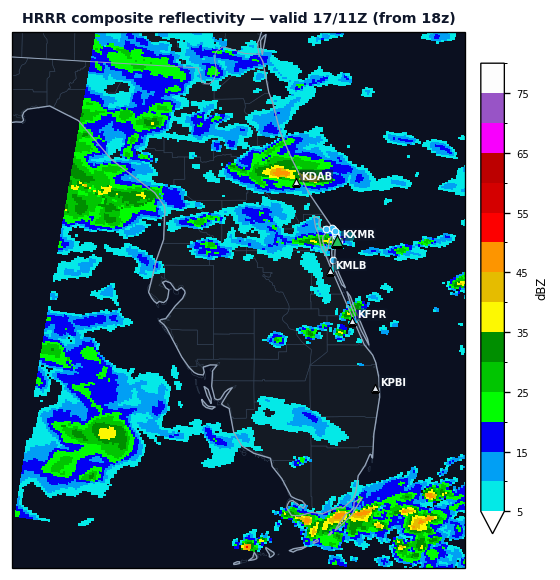 HRRR composite reflectivity — valid 17/11Z (from 18z)
KDAB
KXMR
KMLB
KFPR
KPBI
75
65
55
45
35
25
15
5
dBZ